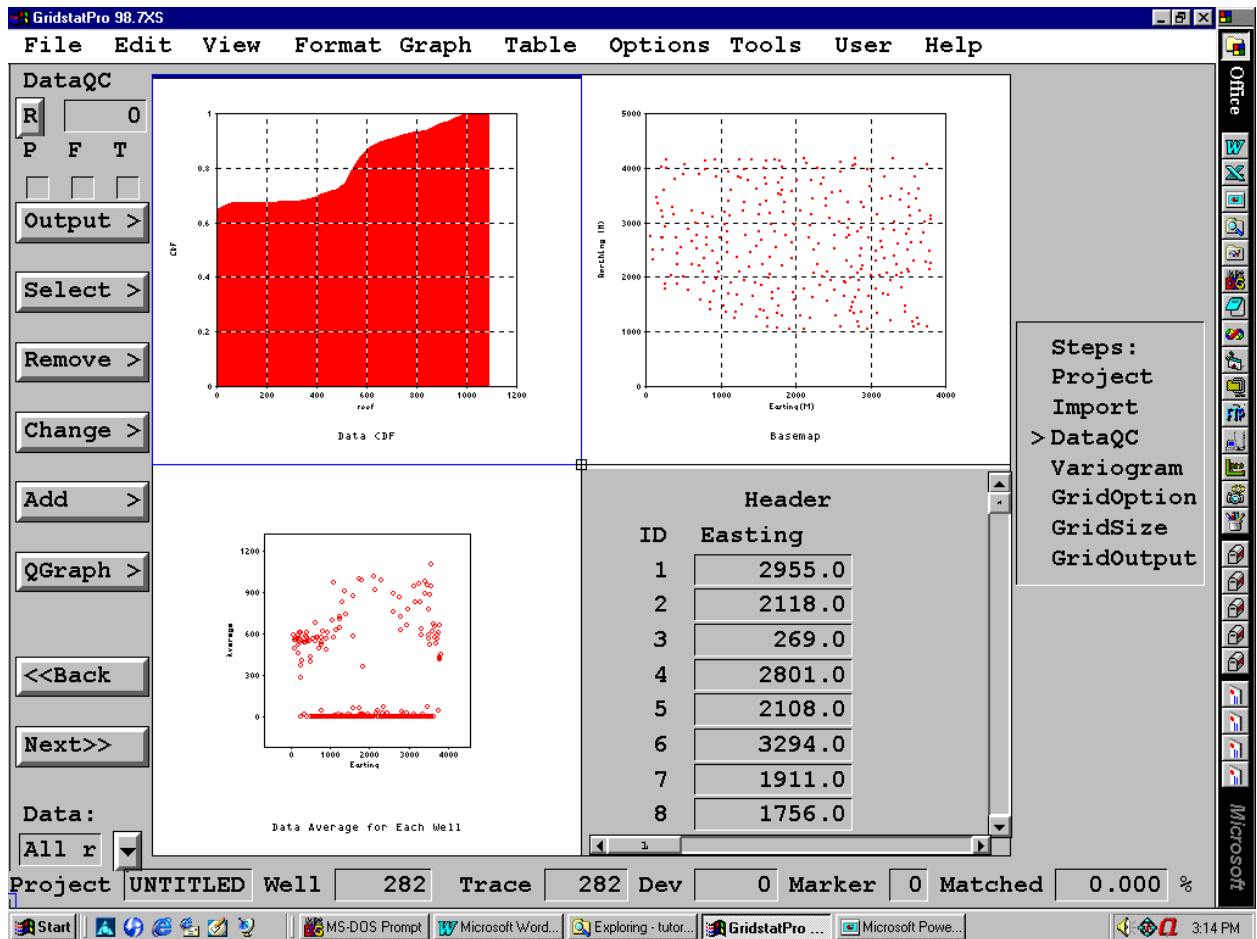 GridstatPro 98.7XS
File Edit View Format Graph Table Options Tools User Help
DataQC
R 0
P F T
Output >
Select >
Remove >
Change >
Add >
QGraph >
<<Back
Next>>
Data:
All r
1
0.8
0.6
0.4
0.2
0
CDF
0 200 400 600 800 1000 1200
reef
Data CDF
5000
4000
3000
2000
1000
0
Northing (M)
0 1000 2000 3000 4000
Easting(M)
Basemap
1200
900
600
300
0
Average
0 1000 2000 3000 4000
Easting
Data Average for Each Well
Header
ID Easting
1 2955.0
2 2118.0
3 269.0
4 2801.0
5 2108.0
6 3294.0
7 1911.0
8 1756.0
1
Steps:
Project
Import
>DataQC
Variogram
GridOption
GridSize
GridOutput
Office
Microsoft
Project UNTITLED Well 282 Trace 282 Dev 0 Marker 0 Matched 0.000 %
Start MS-DOS Prompt Microsoft Word... Exploring - tutor... GridstatPro ... Microsoft Powe... 3:14 PM